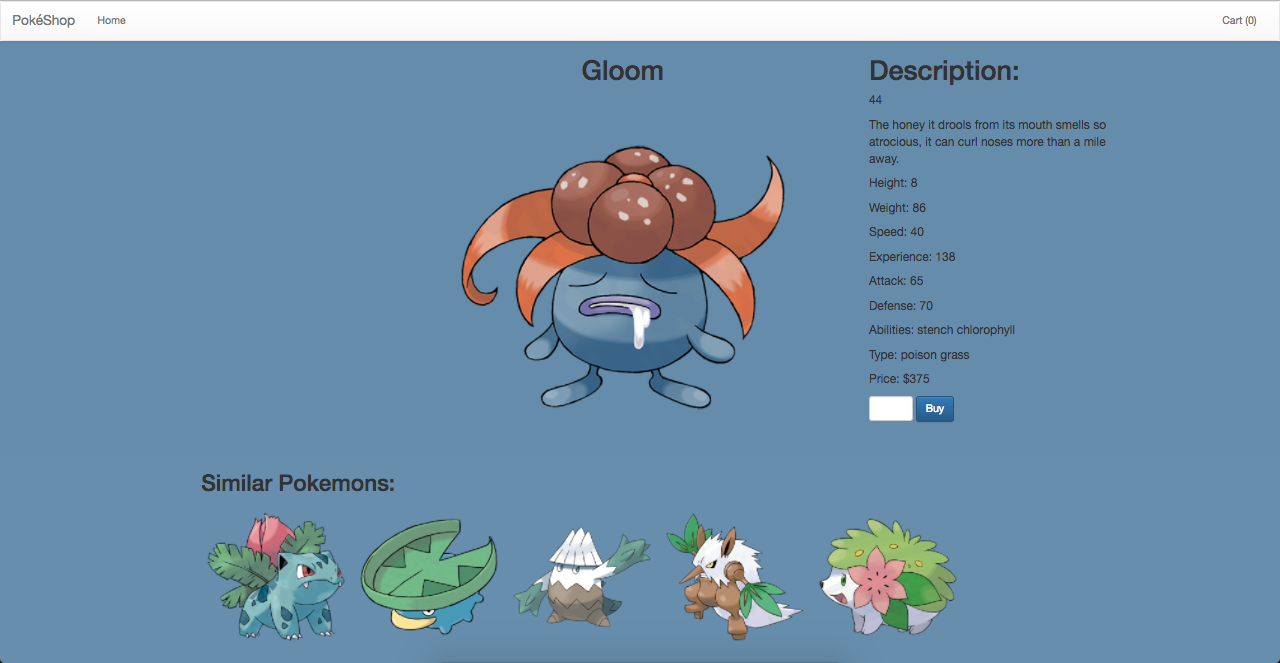 PokéShop Home Cart (0)
Gloom
Description:
44
The honey it drools from its mouth smells so
atrocious, it can curl noses more than a mile
away.
Height: 8
Weight: 86
Speed: 40
Experience: 138
Attack: 65
Defense: 70
Abilities: stench chlorophyll
Type: poison grass
Price: $375
Buy
Similar Pokemons: